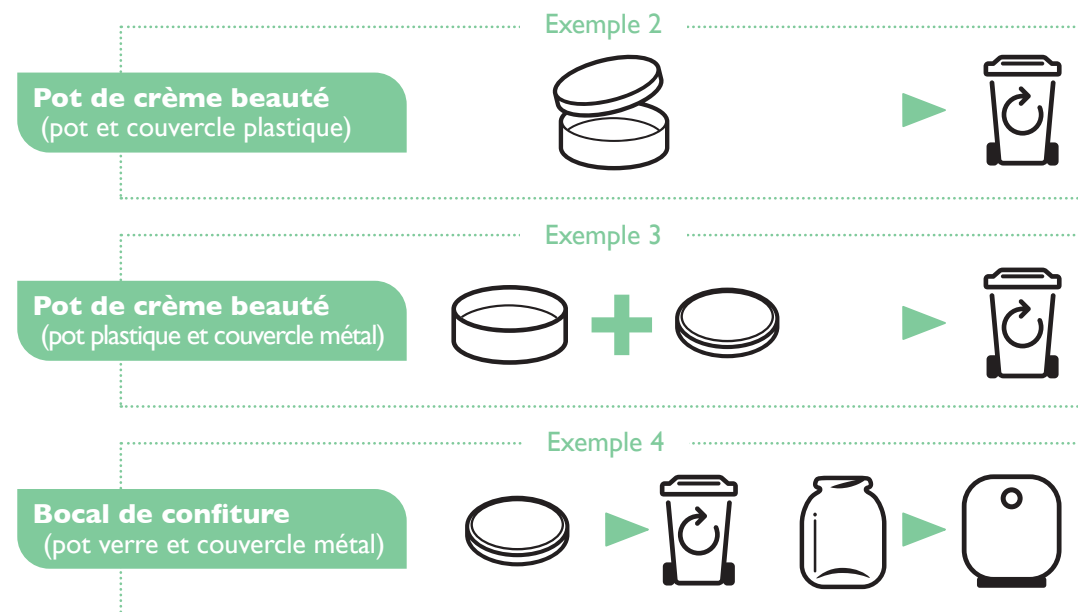 Exemple 2
Pot de crème beauté
(pot et couvercle plastique)
Exemple 3
Pot de crème beauté
(pot plastique et couvercle métal)
Exemple 4
Bocal de confiture
(pot verre et couvercle métal)